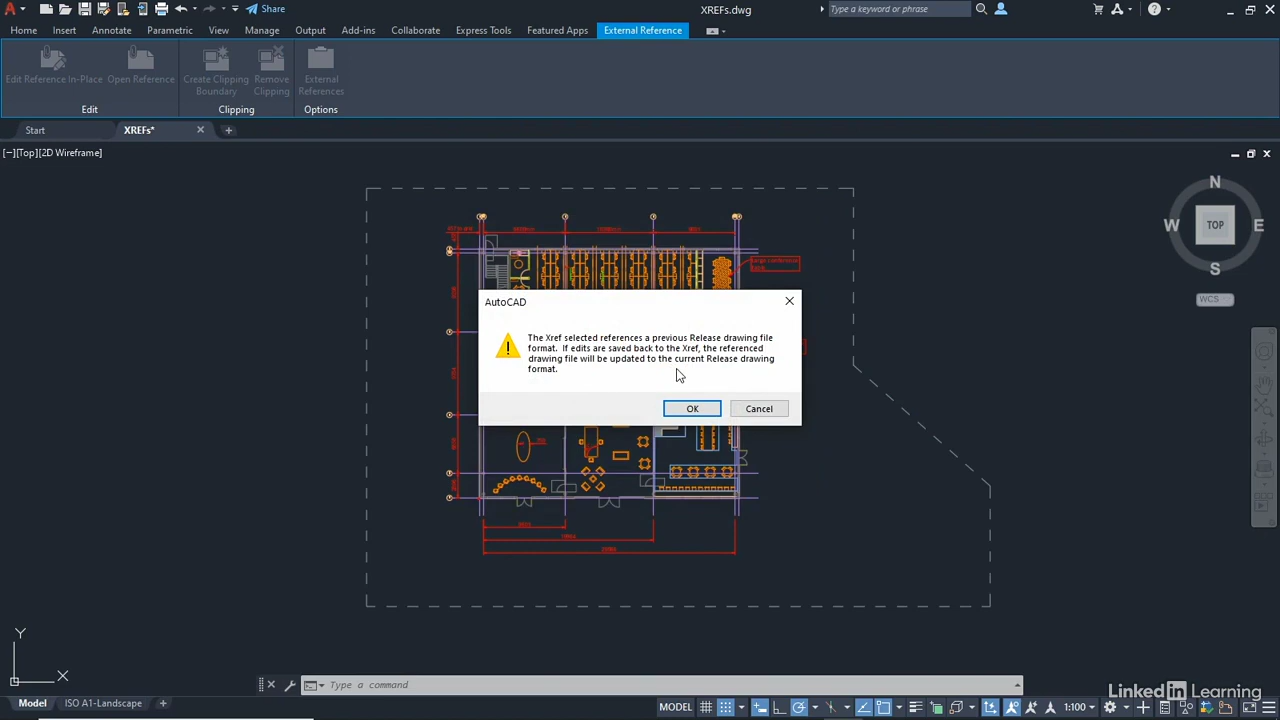 Share
XREFs.dwg
Type a keyword or phrase
Home Insert Annotate Parametric View Manage Output Add-ins Collaborate Express Tools Featured Apps External Reference
Edit Reference In-Place
Open Reference
Create Clipping
Boundary
Remove
Clipping
External
References
Edit
Clipping
Options
Start
XREFs*
[−][Top][2D Wireframe]
N
W
TOP
E
S
WCS
Large conference
table
AutoCAD
The Xref selected references a previous Release drawing file
format. If edits are saved back to the Xref, the referenced
drawing file will be updated to the current Release drawing
format.
OK
Cancel
Y
X
Type a command
Model
ISO A1-Landscape
MODEL
1:100
Linked in Learning